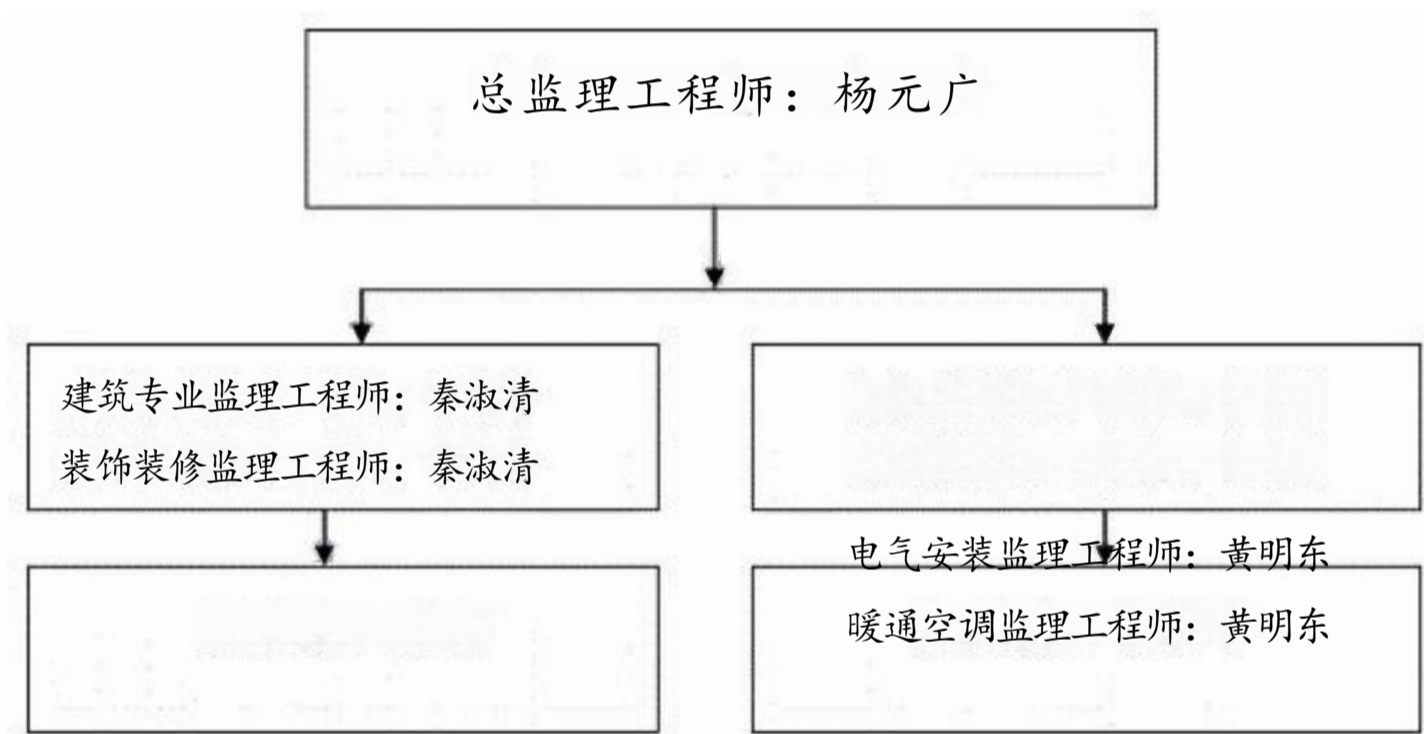 总监理工程师：杨元广
建筑专业监理工程师：秦淑清
装饰装修监理工程师：秦淑清
电气安装监理工程师：黄明东
暖通空调监理工程师：黄明东